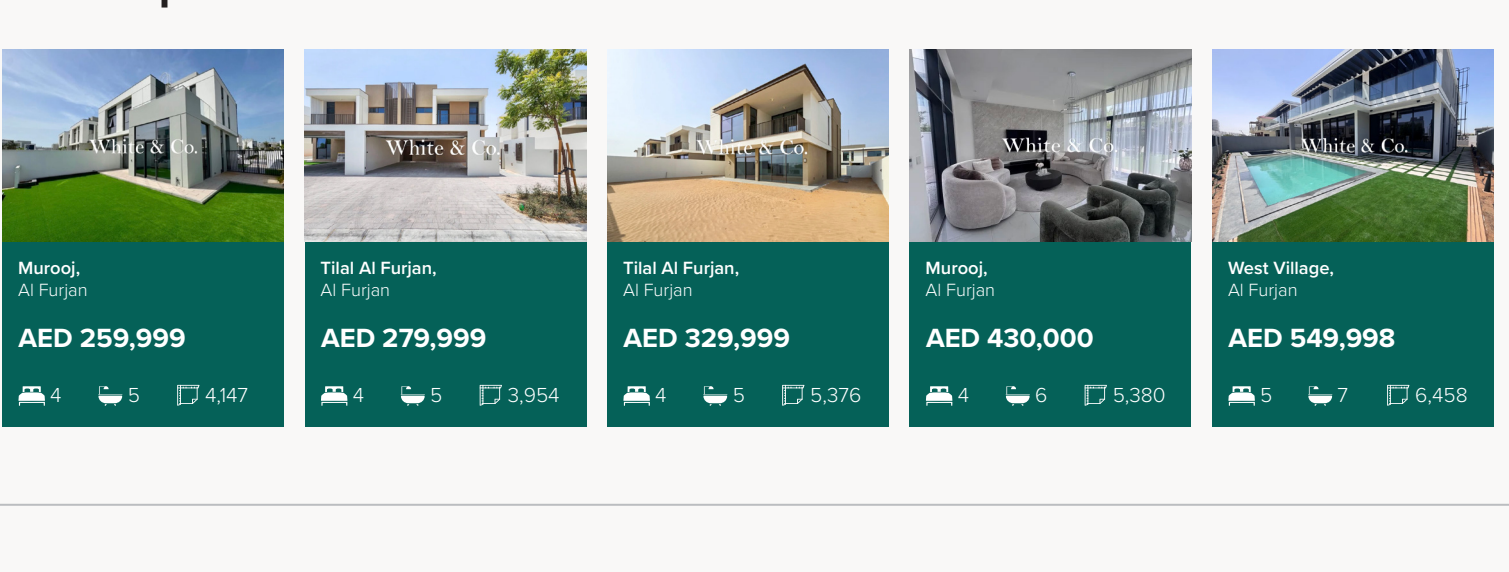 White & Co.
Murooj,
Al Furjan
AED 259,999
4 5 4,147
White & Co.
Tilal Al Furjan,
Al Furjan
AED 279,999
4 5 3,954
White & Co.
Tilal Al Furjan,
Al Furjan
AED 329,999
4 5 5,376
White & Co.
Murooj,
Al Furjan
AED 430,000
4 6 5,380
White & Co.
West Village,
Al Furjan
AED 549,998
5 7 6,458